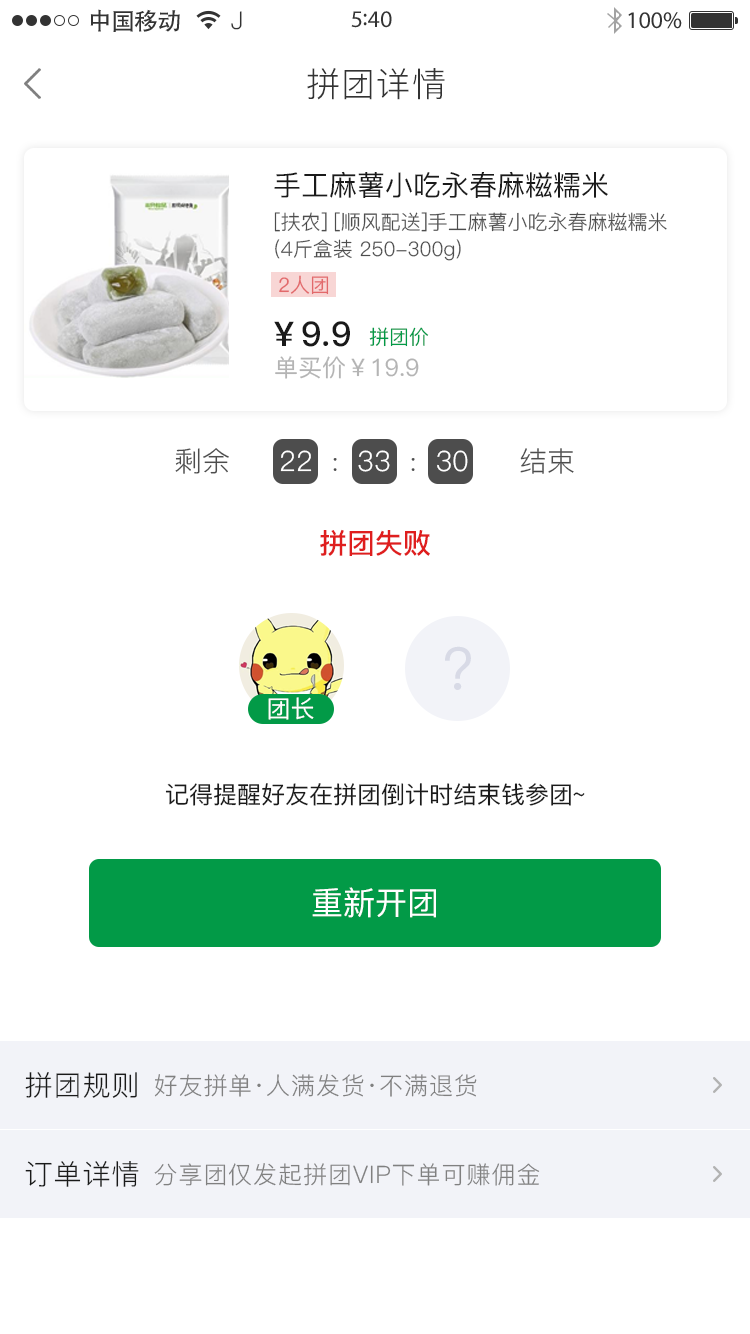 中国移动 5:40 100%
拼团详情
手工麻薯小吃永春麻糍糯米
[扶农] [顺风配送]手工麻薯小吃永春麻糍糯米
(4斤盒装 250-300g)
2人团
¥ 9.9 拼团价
单买价 ¥ 19.9
剩余 22 : 33 : 30 结束
拼团失败
?
团长
记得提醒好友在拼团倒计时结束钱参团~
重新开团
拼团规则 好友拼单·人满发货·不满退货
订单详情 分享团仅发起拼团VIP下单可赚佣金